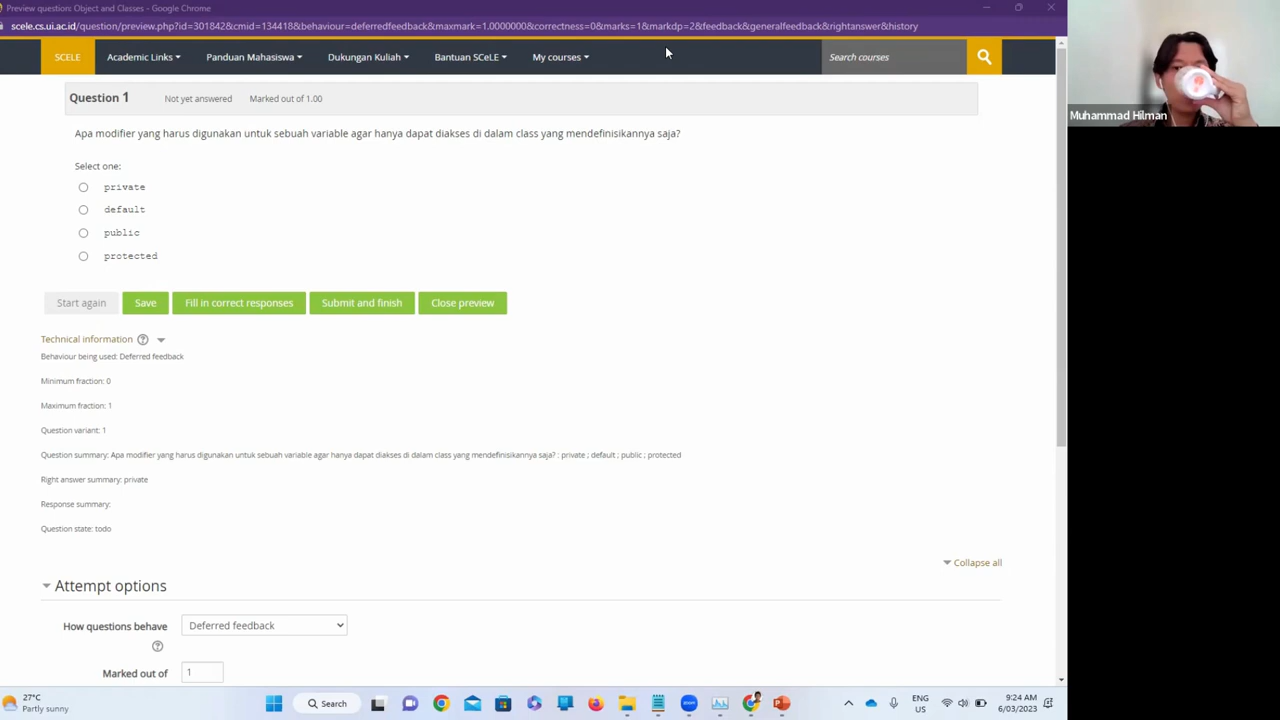 Preview question: Object and Classes - Google Chrome
scele.cs.ui.ac.id/question/preview.php?id=301842&cmid=134418&behaviour=deferredfeedback&maxmark=1.0000000&correctness=0&marks=1&markdp=2&feedback&generalfeedback&rightanswer&history
SCELE Academic Links Panduan Mahasiswa Dukungan Kuliah Bantuan SCeLE My courses Search courses
Question 1 Not yet answered Marked out of 1.00
Muhammad Hilman
Apa modifier yang harus digunakan untuk sebuah variable agar hanya dapat diakses di dalam class yang mendefinisikannya saja?
Select one:
private
default
public
protected
Start again Save Fill in correct responses Submit and finish Close preview
Technical information
Behaviour being used: Deferred feedback
Minimum fraction: 0
Maximum fraction: 1
Question variant: 1
Question summary: Apa modifier yang harus digunakan untuk sebuah variable agar hanya dapat diakses di dalam class yang mendefinisikannya saja? : private ; default ; public ; protected
Right answer summary: private
Response summary:
Question state: todo
Collapse all
Attempt options
How questions behave Deferred feedback
Marked out of 1
27°C
Partly sunny
Search
zoom
ENG
US
9:24 AM
6/03/2023